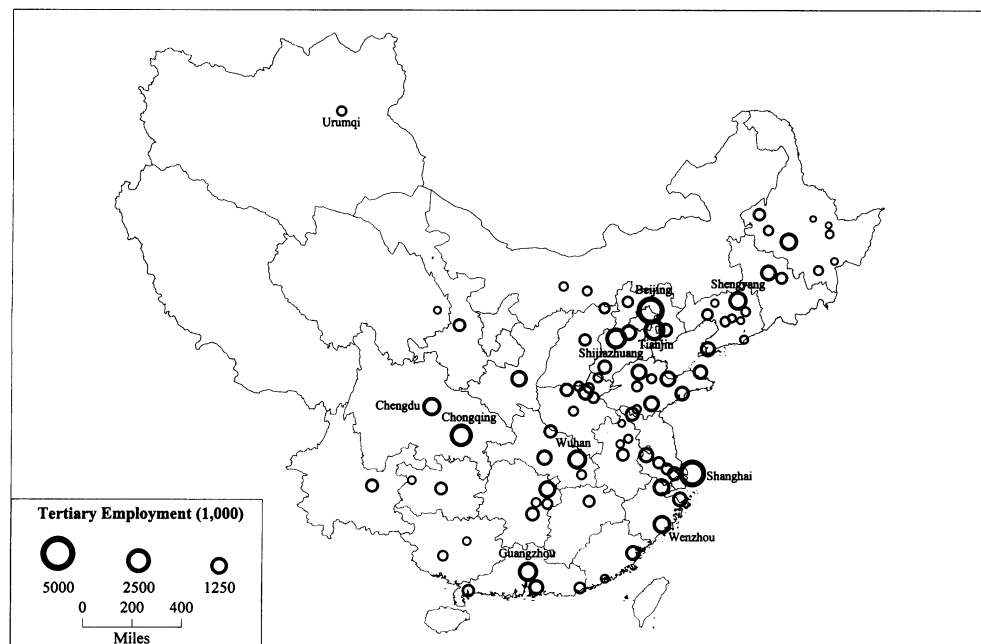 Urumqi
Beijing
Shengyang
Tianjin
Shijiazhuang
Chengdu
Chongqing
Wuhan
Shanghai
Wenzhou
Guangzhou
Tertiary Employment (1,000)
5000 2500 1250
0 200 400
Miles